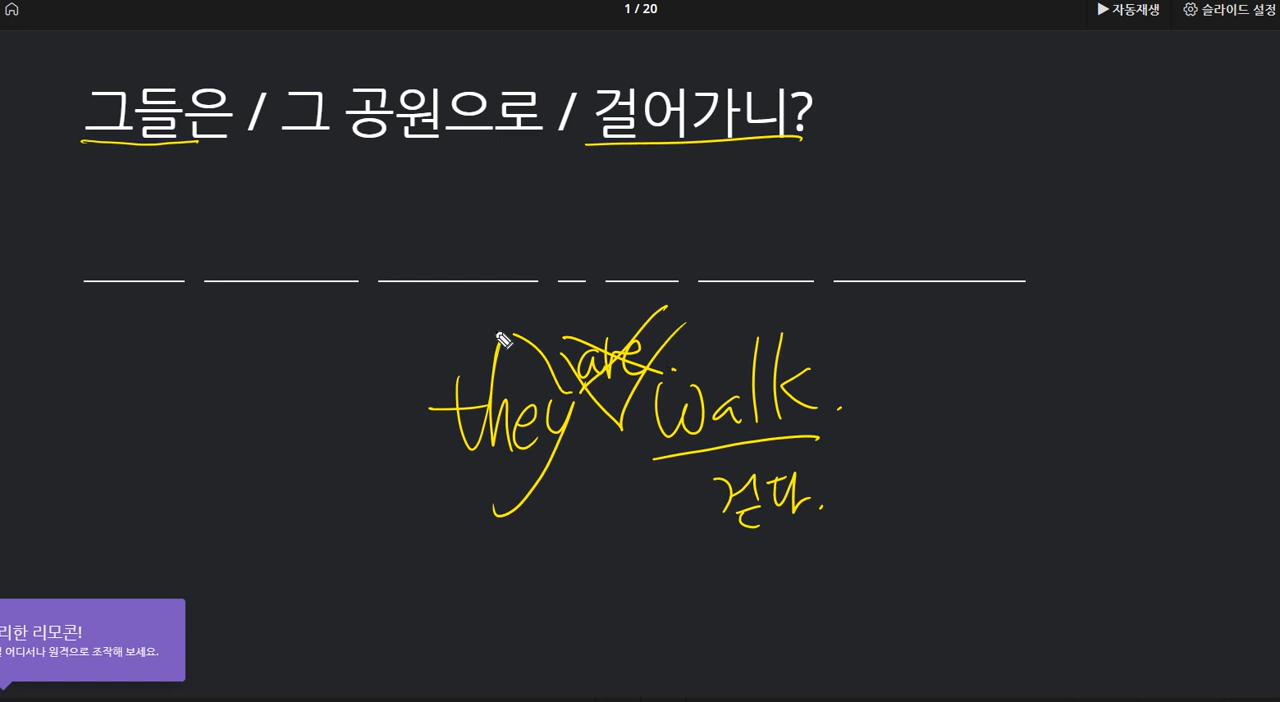 1 / 20
▶ 자동재생
슬라이드 설정
그들은 / 그 공원으로 / 걸어가니?
they are. walk.
걷다.
리한 리모콘!
어디서나 원격으로 조작해 보세요.